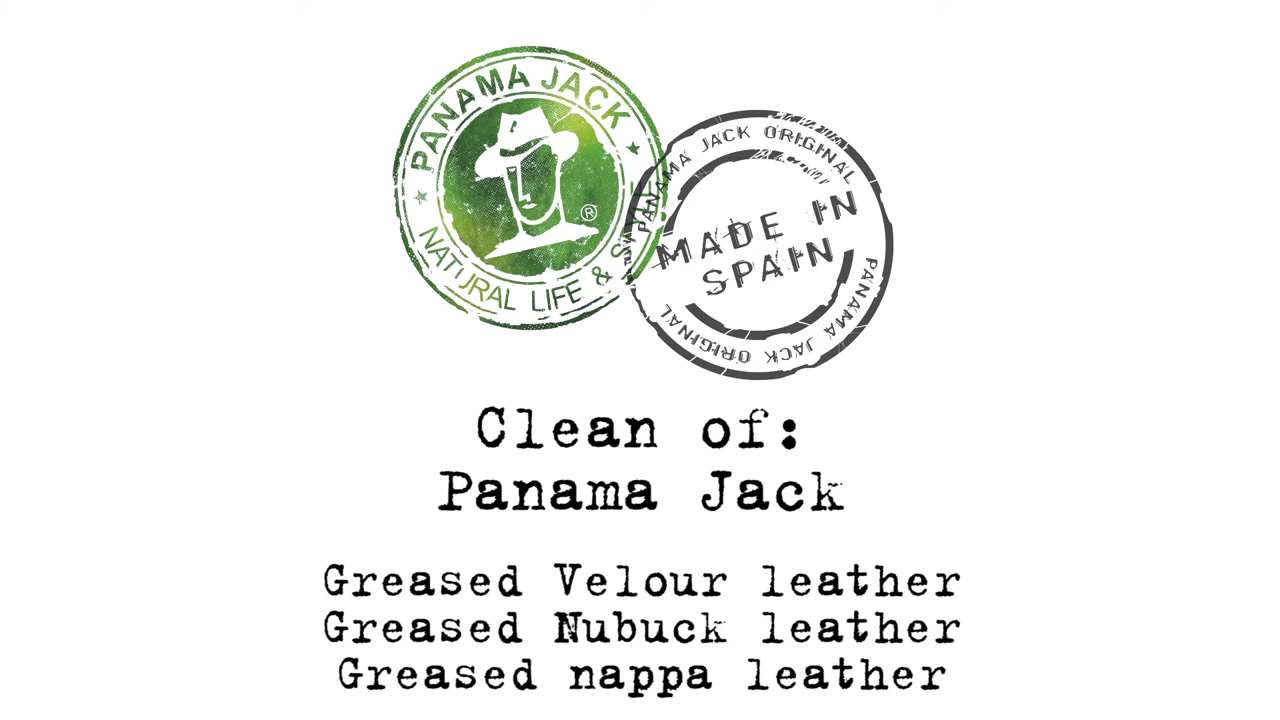 PANAMA JACK
NATURAL LIFE &
®
PANAMA JACK ORIGINAL
MADE IN
SPAIN
PANAMA JACK ORIGINAL
Clean of:
Panama Jack
Greased Velour leather
Greased Nubuck leather
Greased nappa leather